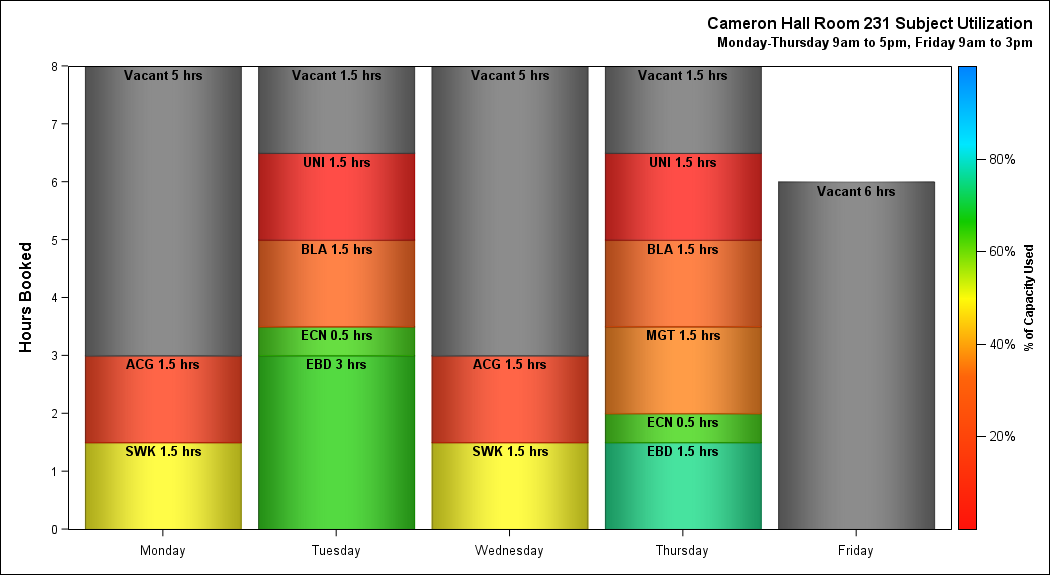 Cameron Hall Room 231 Subject Utilization
Monday-Thursday 9am to 5pm, Friday 9am to 3pm
Hours Booked
8
7
6
5
4
3
2
1
0
Vacant 5 hrs
ACG 1.5 hrs
SWK 1.5 hrs
Monday
Vacant 1.5 hrs
UNI 1.5 hrs
BLA 1.5 hrs
ECN 0.5 hrs
EBD 3 hrs
Tuesday
Vacant 5 hrs
ACG 1.5 hrs
SWK 1.5 hrs
Wednesday
Vacant 1.5 hrs
UNI 1.5 hrs
BLA 1.5 hrs
MGT 1.5 hrs
ECN 0.5 hrs
EBD 1.5 hrs
Thursday
Vacant 6 hrs
Friday
80%
60%
40%
20%
% of Capacity Used